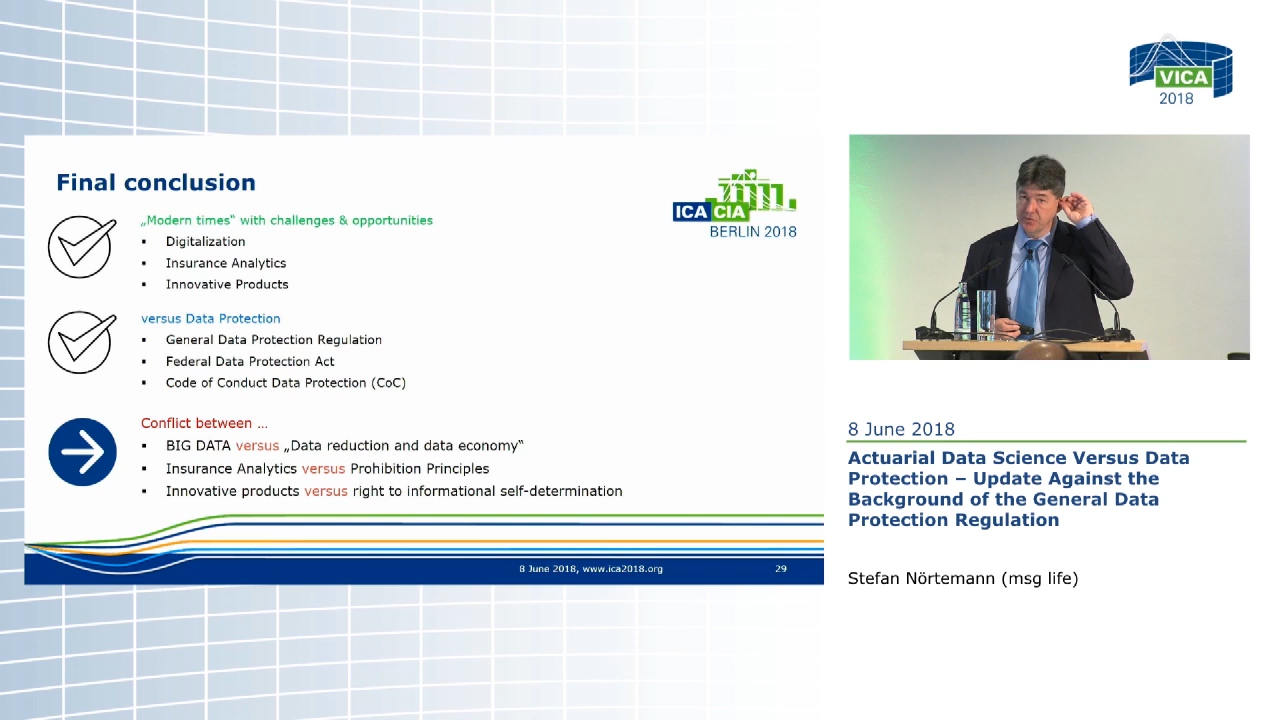 Final conclusion
„Modern times“ with challenges & opportunities
▪ Digitalization
▪ Insurance Analytics
▪ Innovative Products
versus Data Protection
▪ General Data Protection Regulation
▪ Federal Data Protection Act
▪ Code of Conduct Data Protection (CoC)
Conflict between ...
▪ BIG DATA versus „Data reduction and data economy“
▪ Insurance Analytics versus Prohibition Principles
▪ Innovative products versus right to informational self-determination
ICA CIA
BERLIN 2018
8 June 2018, www.ica2018.org 29
VICA
2018
8 June 2018
Actuarial Data Science Versus Data
Protection – Update Against the
Background of the General Data
Protection Regulation
Stefan Nörtemann (msg life)